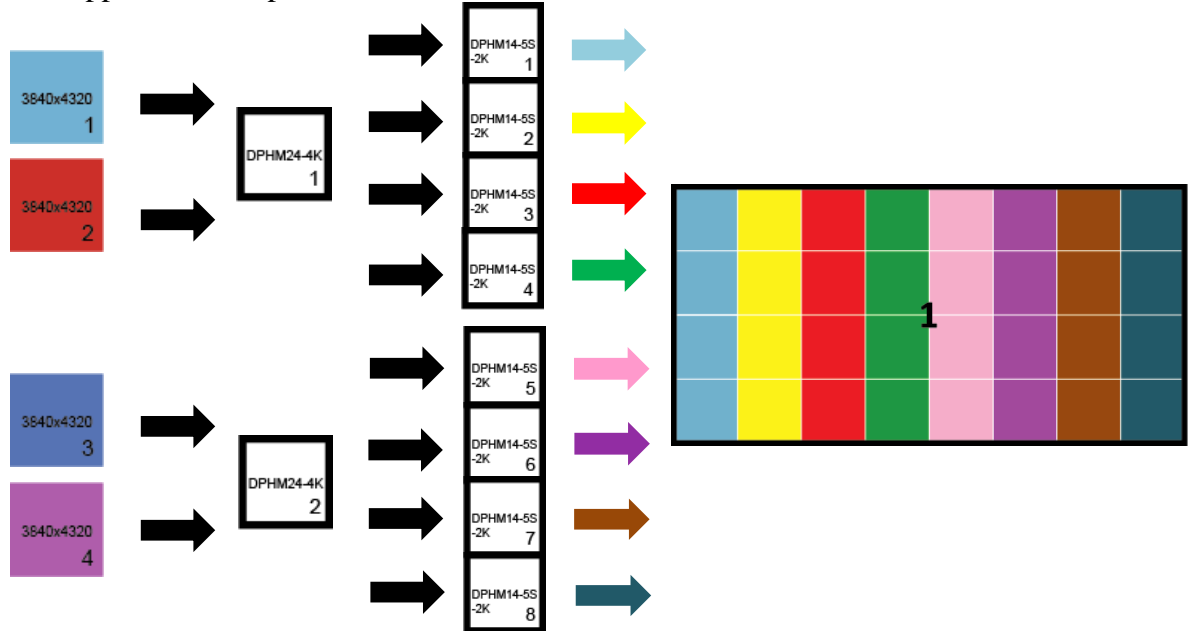 DPHM14-5S
-2K 1
3840x4320
1
DPHM14-5S
-2K 2
DPHM24-4K
1
3840x4320
2
DPHM14-5S
-2K 3
DPHM14-5S
-2K 4
1
DPHM14-5S
-2K 5
3840x4320
3
DPHM14-5S
-2K 6
DPHM24-4K
2
3840x4320
4
DPHM14-5S
-2K 7
DPHM14-5S
-2K 8